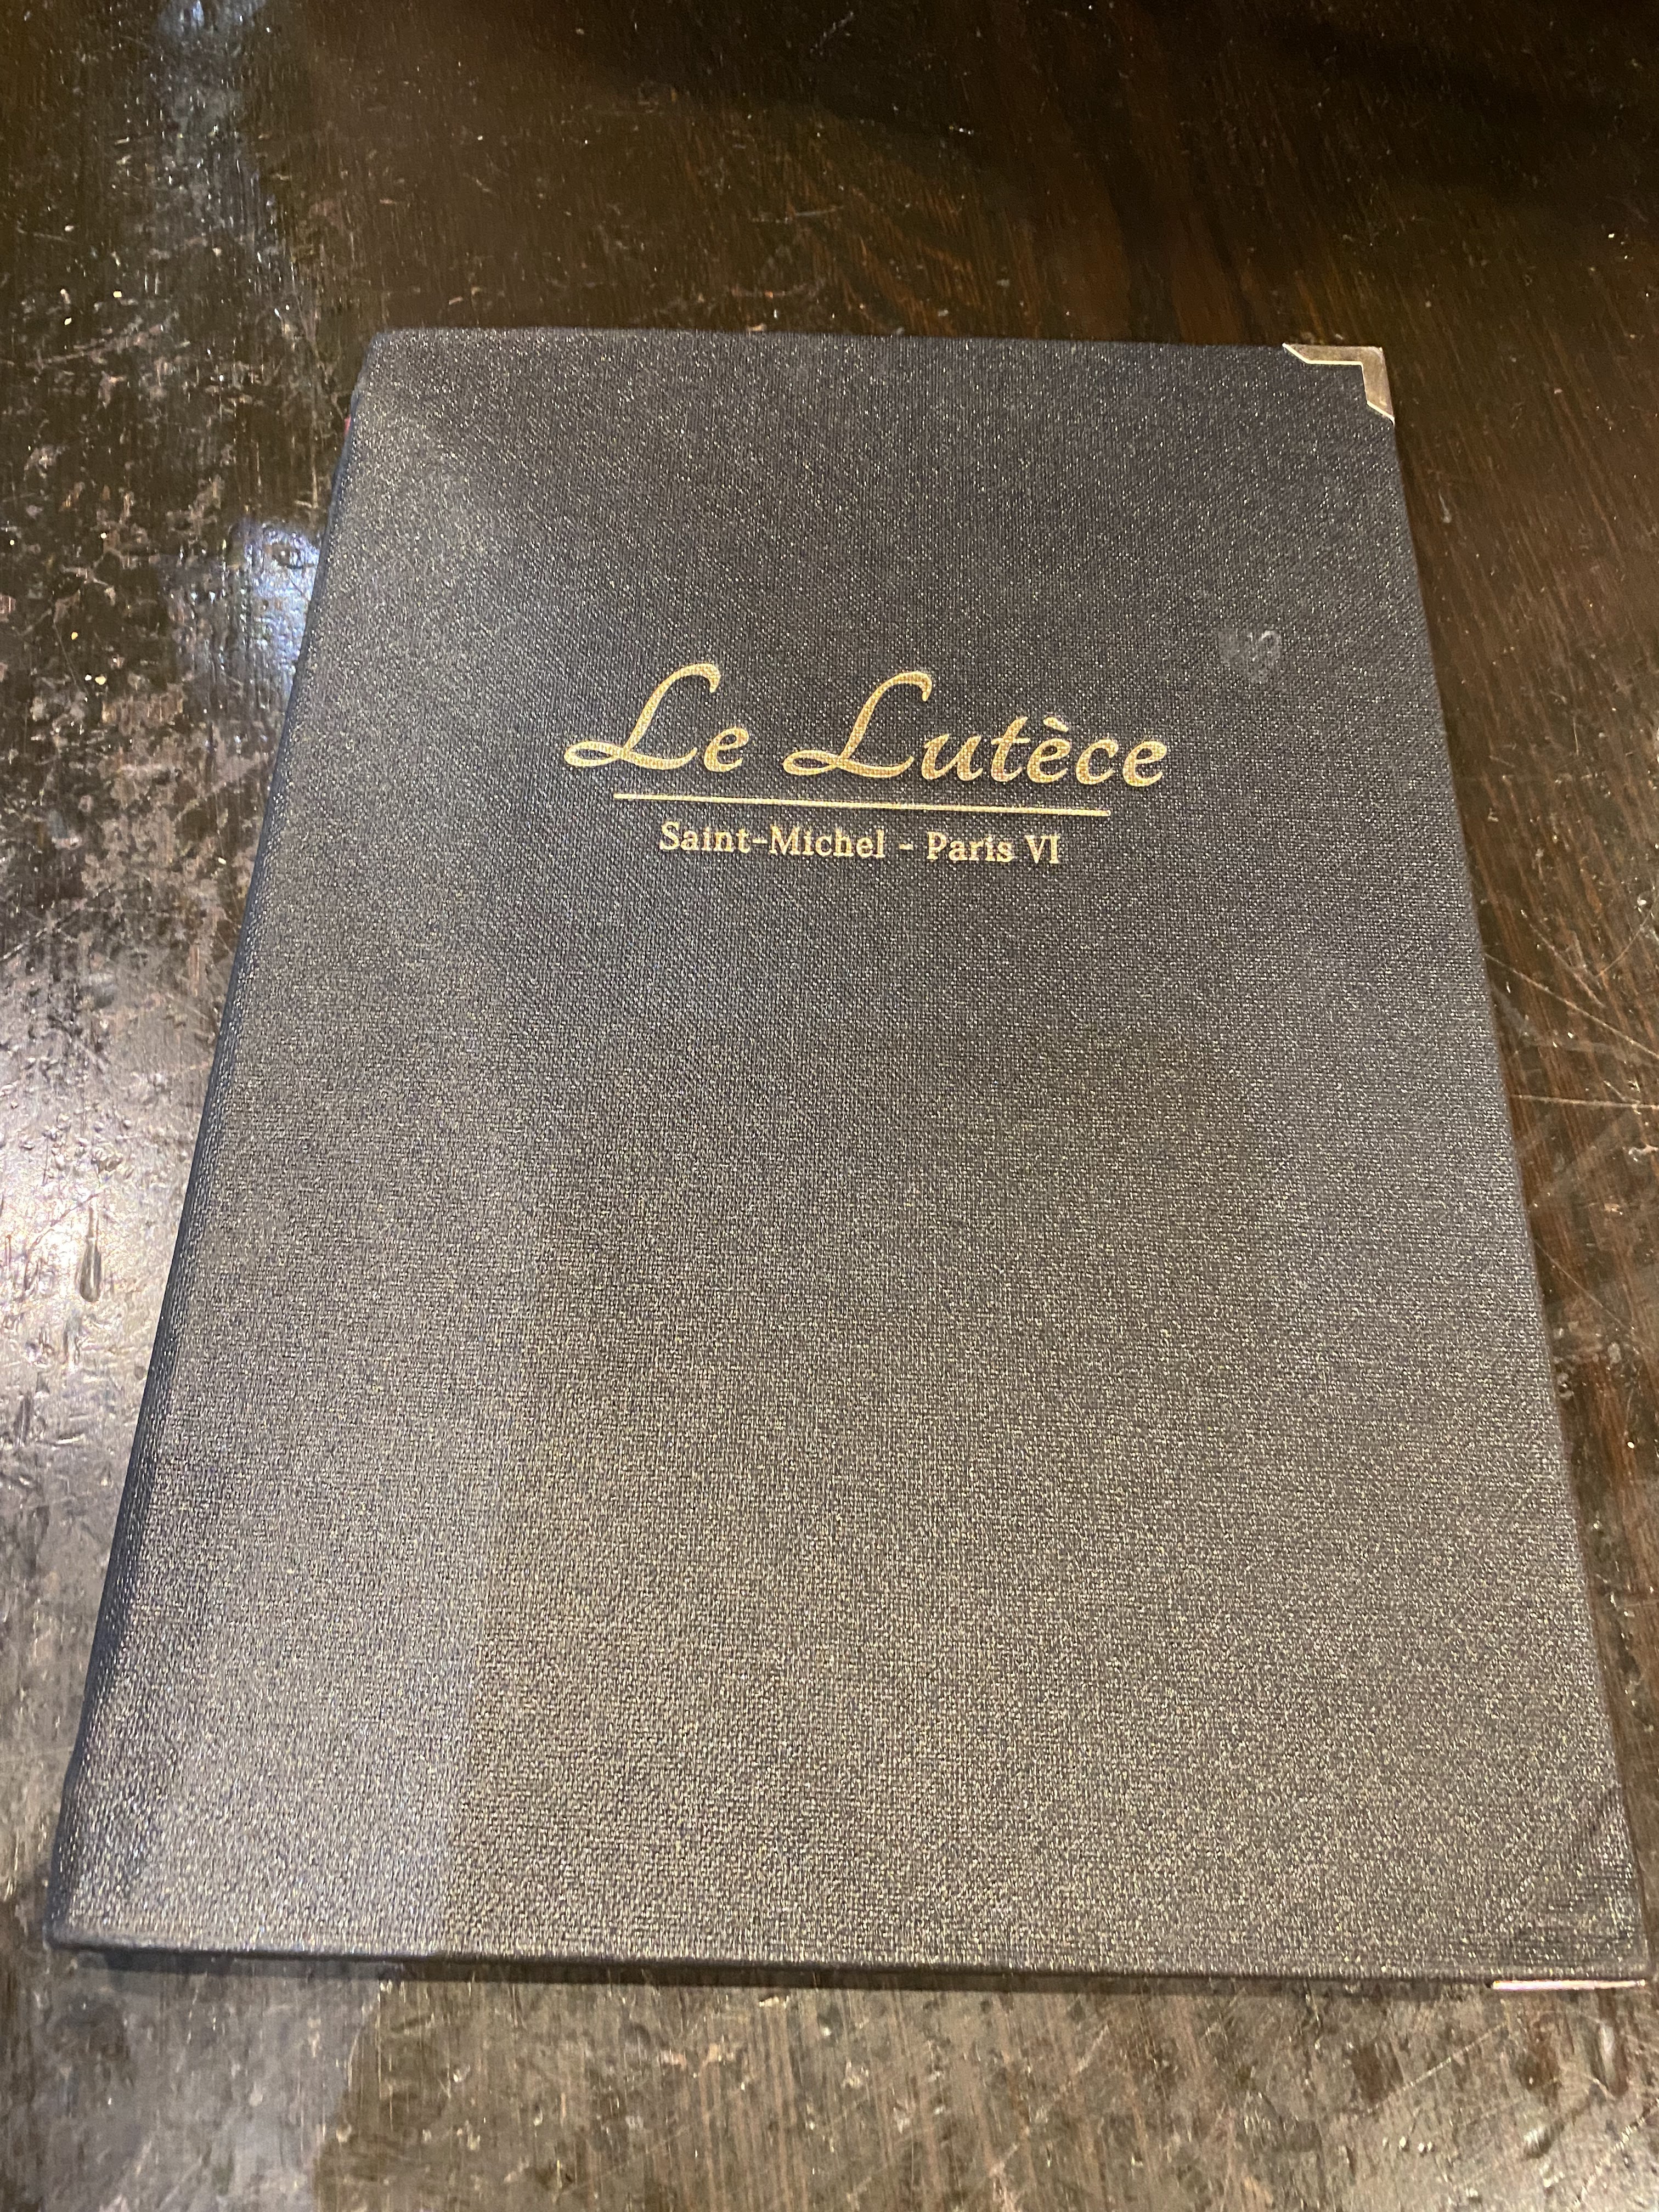 Le Lutèce
Saint-Michel - Paris VI